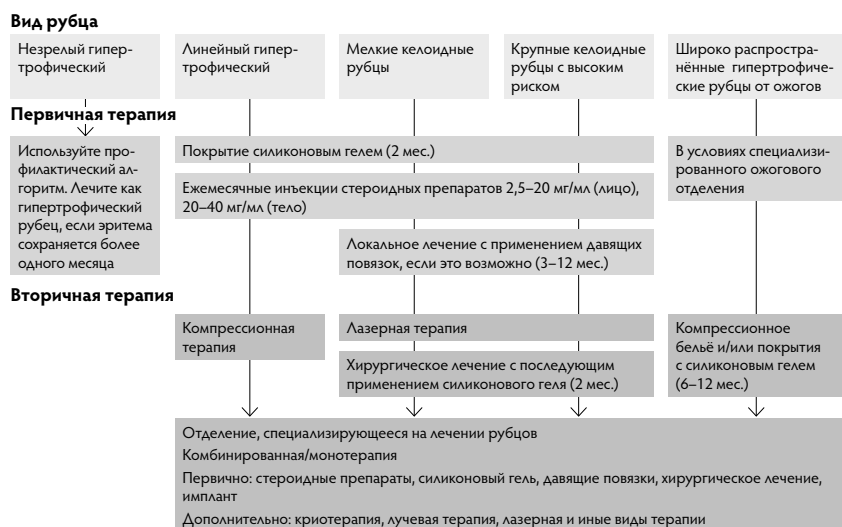 Вид рубца
Незрелый гипер-
трофический
Линейный гипер-
трофический
Мелкие келоидные
рубцы
Крупные келоидные
рубцы с высоким
риском
Широко распростра-
нённые гипертрофиче-
ские рубцы от ожогов
Первичная терапия
Используйте про-
филактический ал-
горитм. Лечите как
гипертрофический
рубец, если эритема
сохраняется более
одного месяца
Покрытие силиконовым гелем (2 мес.)
Ежемесячные инъекции стероидных препаратов 2,5–20 мг/мл (лицо),
20–40 мг/мл (тело)
Локальное лечение с применением давящих
повязок, если это возможно (3–12 мес.)
В условиях специализи-
рованного ожогового
отделения
Вторичная терапия
Компрессионная
терапия
Лазерная терапия
Хирургическое лечение с последующим
применением силиконового геля (2 мес.)
Компрессионное
бельё и/или покрытия
с силиконовым гелем
(6–12 мес.)
Отделение, специализирующееся на лечении рубцов
Комбинированная/монотерапия
Первично: стероидные препараты, силиконовый гель, давящие повязки, хирургическое лечение,
имплант
Дополнительно: криотерапия, лучевая терапия, лазерная и иные виды терапии